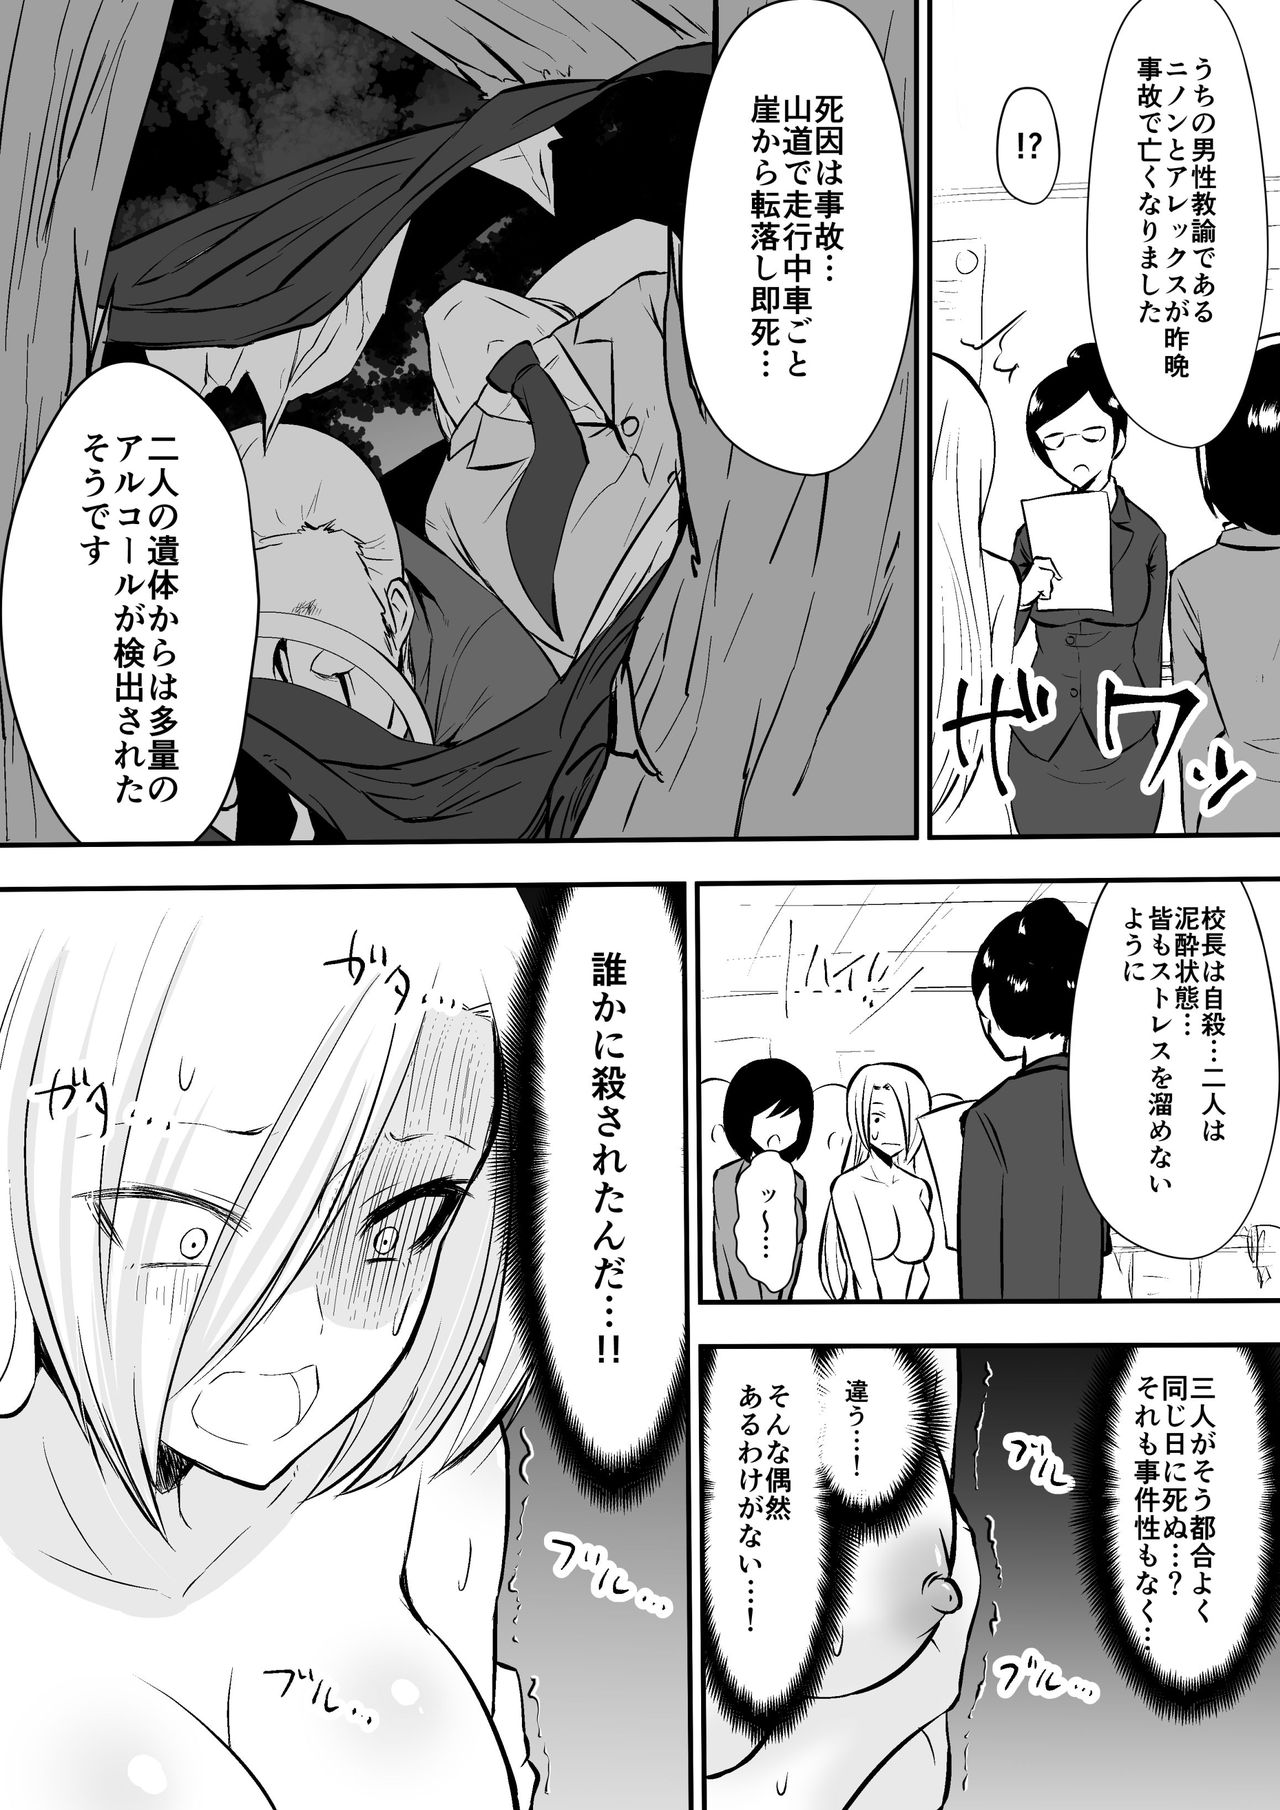 うちの男性教諭である
ニノンとアレックスが昨晩
事故で亡くなりました
!?
ザワッ
死因は事故…
山道で走行中車ごと
崖から転落し即死…
二人の遺体からは多量の
アルコールが検出された
そうです
校長は自殺…二人は
泥酔状態…
皆もストレスを溜めない
ように
ハイ！
ッ〜…
三人がそう都合よく
同じ日に死ぬ…？
それも事件性もなく…
違う…！
そんな偶然
あるわけがない…！
ブル…
ブル…
誰かに殺されたんだ…!!
ガタ…
ガタ…
ブル…
ブル…